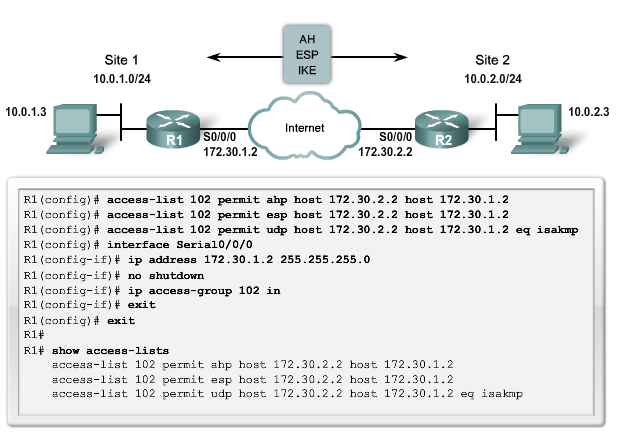 AH
ESP
IKE
Site 1
10.0.1.0/24
Site 2
10.0.2.0/24
10.0.1.3
R1
S0/0/0
172.30.1.2
Internet
S0/0/0
172.30.2.2
R2
10.0.2.3
R1(config)# access-list 102 permit ahp host 172.30.2.2 host 172.30.1.2
R1(config)# access-list 102 permit esp host 172.30.2.2 host 172.30.1.2
R1(config)# access-list 102 permit udp host 172.30.2.2 host 172.30.1.2 eq isakmp
R1(config)# interface Serial0/0/0
R1(config-if)# ip address 172.30.1.2 255.255.255.0
R1(config-if)# no shutdown
R1(config-if)# ip access-group 102 in
R1(config-if)# exit
R1(config)# exit
R1#
R1# show access-lists
access-list 102 permit ahp host 172.30.2.2 host 172.30.1.2
access-list 102 permit esp host 172.30.2.2 host 172.30.1.2
access-list 102 permit udp host 172.30.2.2 host 172.30.1.2 eq isakmp